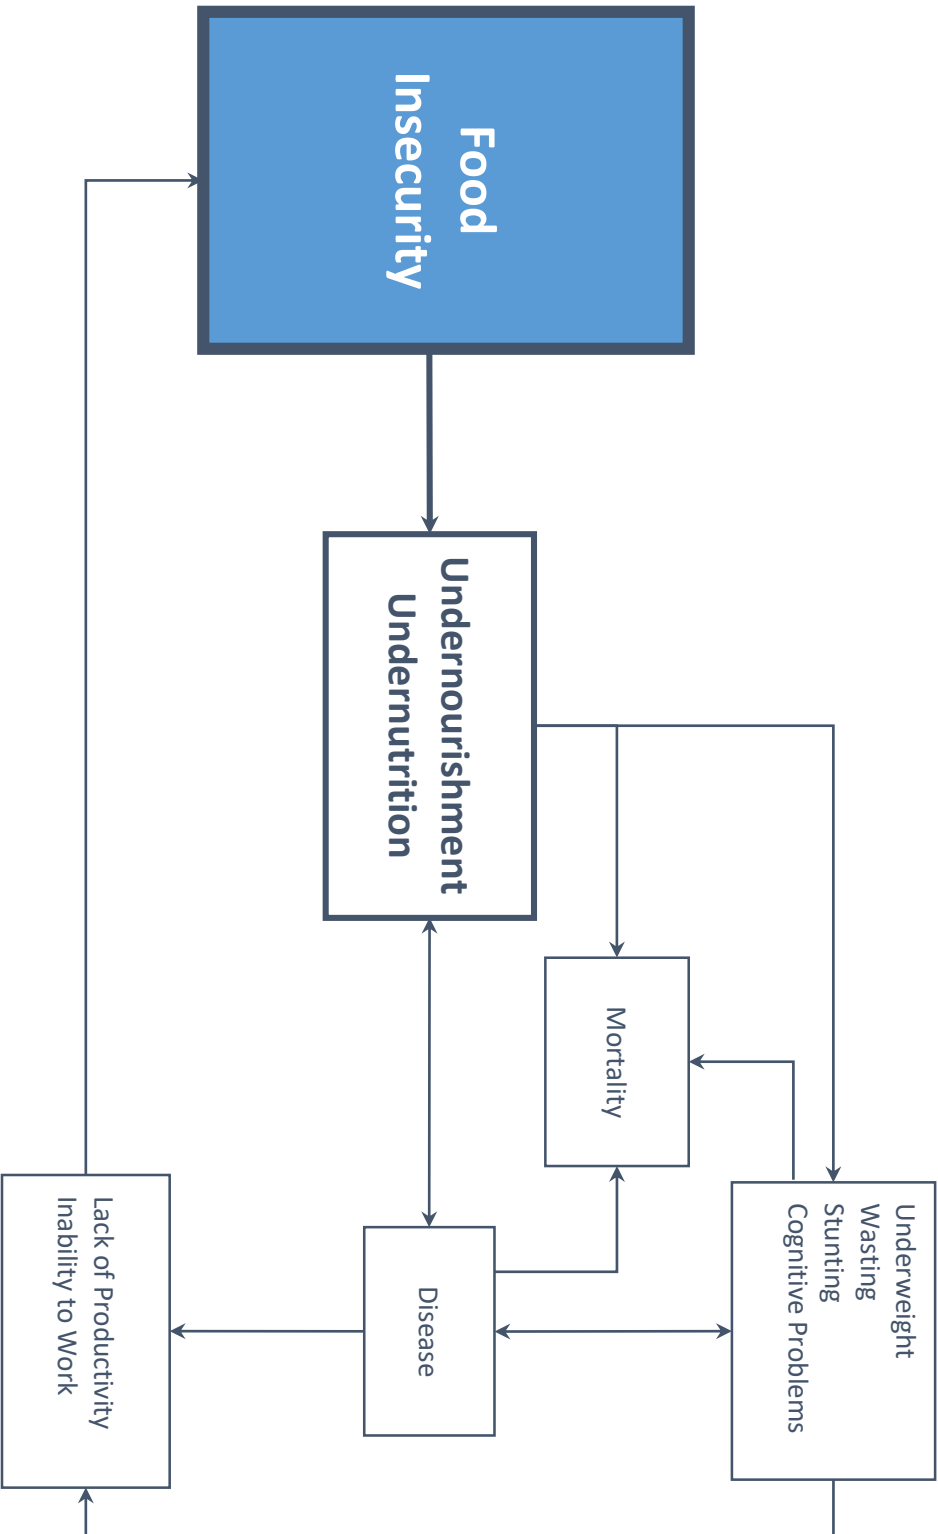 Food
Insecurity
Undernourishment
Undernutrition
Mortality
Underweight
Wasting
Stunting
Cognitive Problems
Disease
Lack of Productivity
Inability to Work